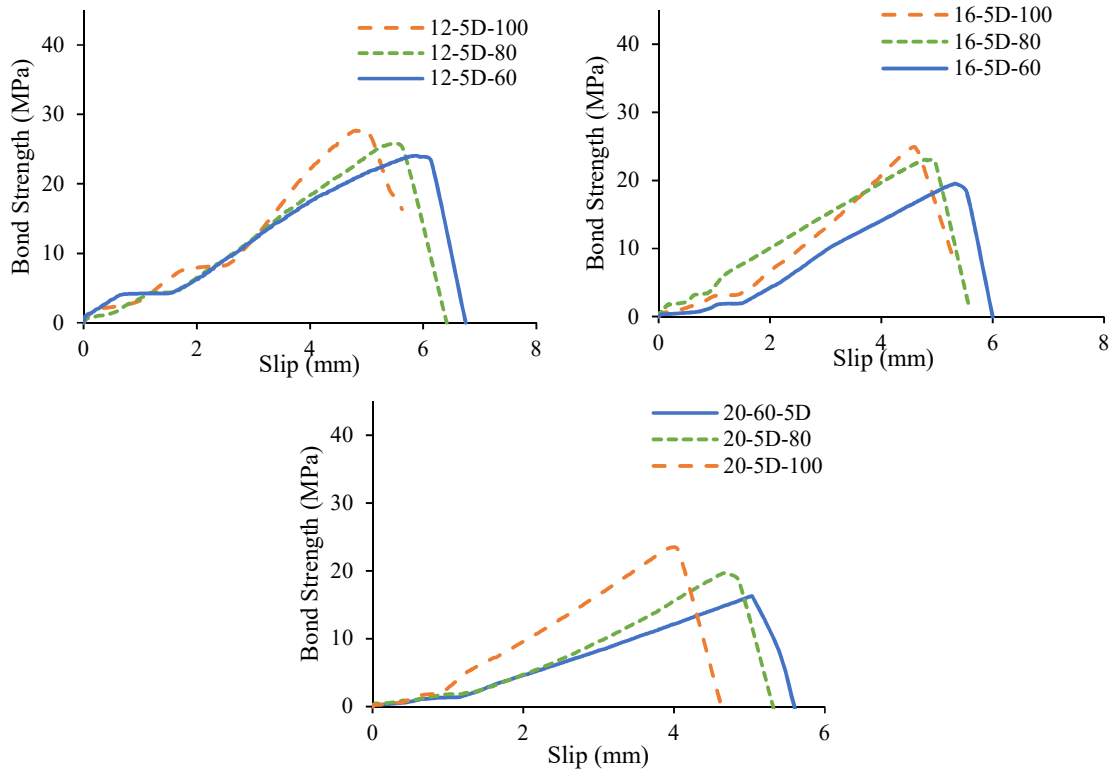 12-5D-100
12-5D-80
12-5D-60
Bond Strength (MPa)
40
30
20
10
0
0 2 4 6 8
Slip (mm)
16-5D-100
16-5D-80
16-5D-60
Bond Strength (MPa)
40
30
20
10
0
0 2 4 6 8
Slip (mm)
20-60-5D
20-5D-80
20-5D-100
Bond Strength (MPa)
40
30
20
10
0
0 2 4 6
Slip (mm)